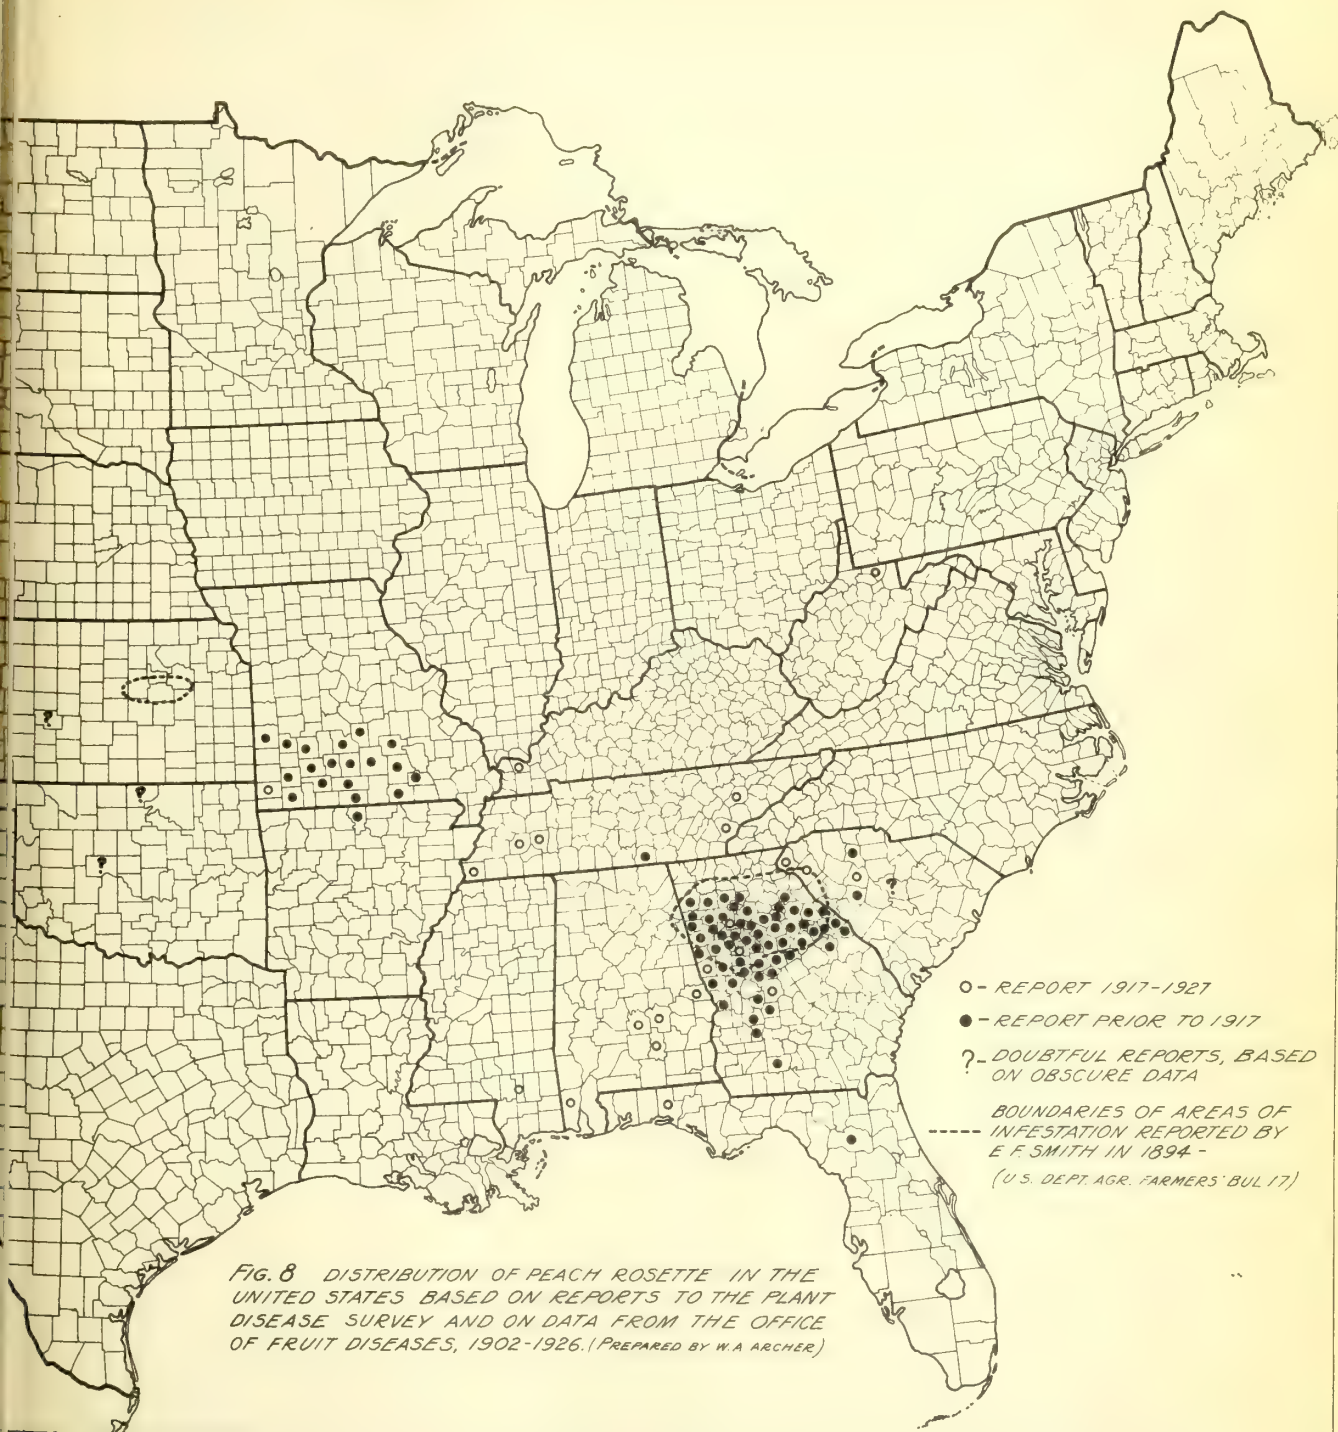 O- REPORT 1917-1927
●- REPORT PRIOR TO 1917
?- DOUBTFUL REPORTS, BASED
ON OBSCURE DATA
BOUNDARIES OF AREAS OF
----- INFESTATION REPORTED BY
E F. SMITH IN 1894 -
(U S. DEPT. AGR. FARMERS' BUL 17)
FIG. 8 DISTRIBUTION OF PEACH ROSETTE IN THE
UNITED STATES BASED ON REPORTS TO THE PLANT
DISEASE SURVEY AND ON DATA FROM THE OFFICE
OF FRUIT DISEASES, 1902-1926. (PREPARED BY W. A ARCHER)